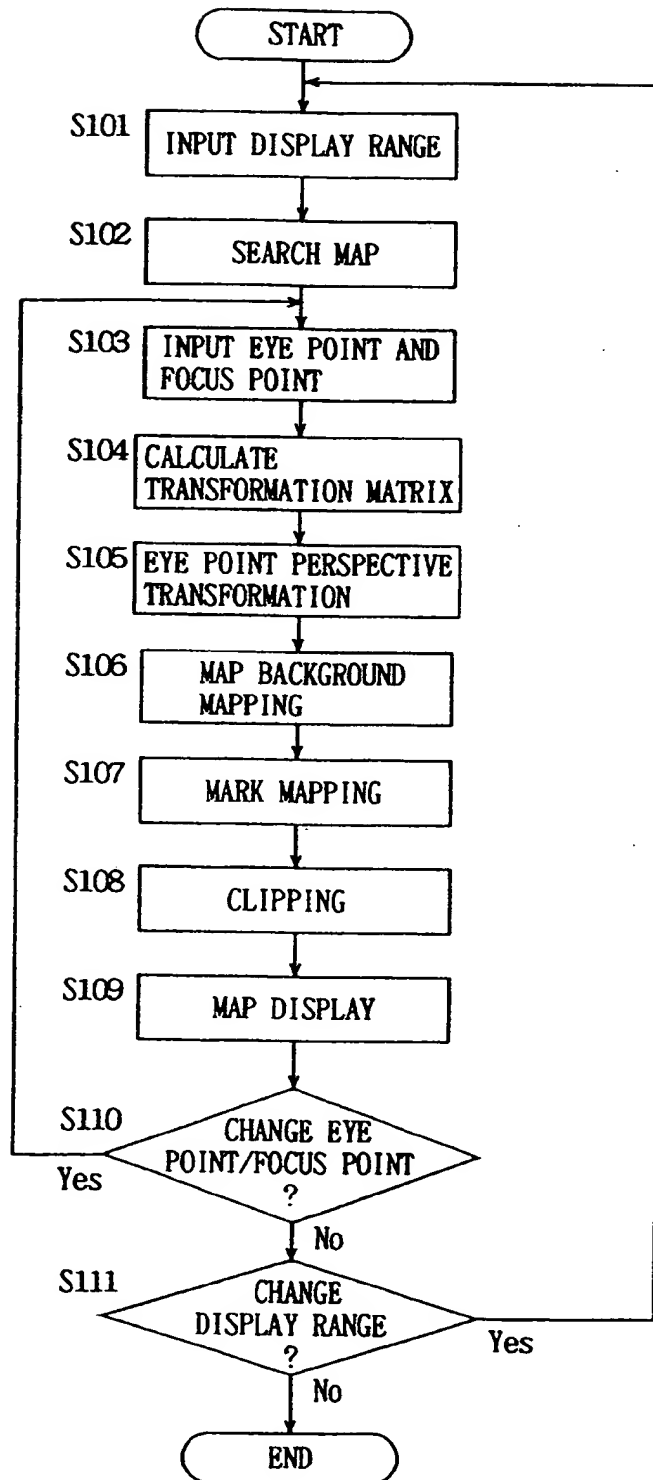 START
S101
INPUT DISPLAY RANGE
S102
SEARCH MAP
S103
INPUT EYE POINT AND
FOCUS POINT
S104
CALCULATE
TRANSFORMATION MATRIX
S105
EYE POINT PERSPECTIVE
TRANSFORMATION
S106
MAP BACKGROUND
MAPPING
S107
MARK MAPPING
S108
CLIPPING
S109
MAP DISPLAY
S110
CHANGE EYE
POINT/FOCUS POINT
?
Yes
No
S111
CHANGE
DISPLAY RANGE
?
Yes
No
END